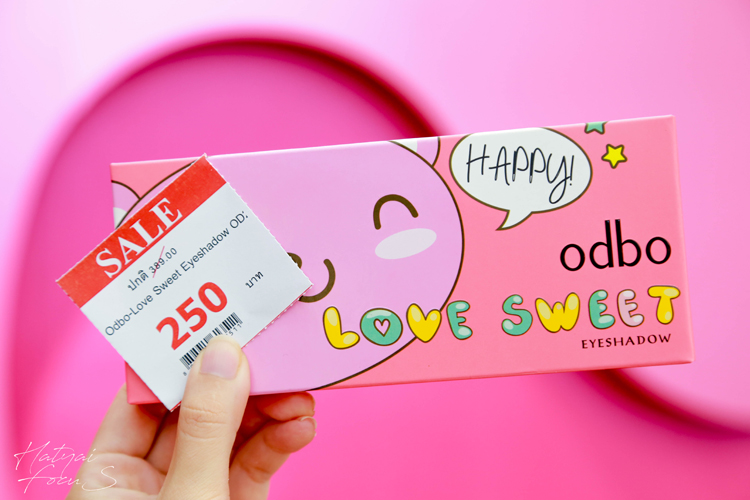 HAPPY!
odbo
LOVE SWEET
EYESHADOW
SALE
ปกติ 389.00
Odbo-Love Sweet Eyeshadow OD:
250 บาท
Hatyai
Focus